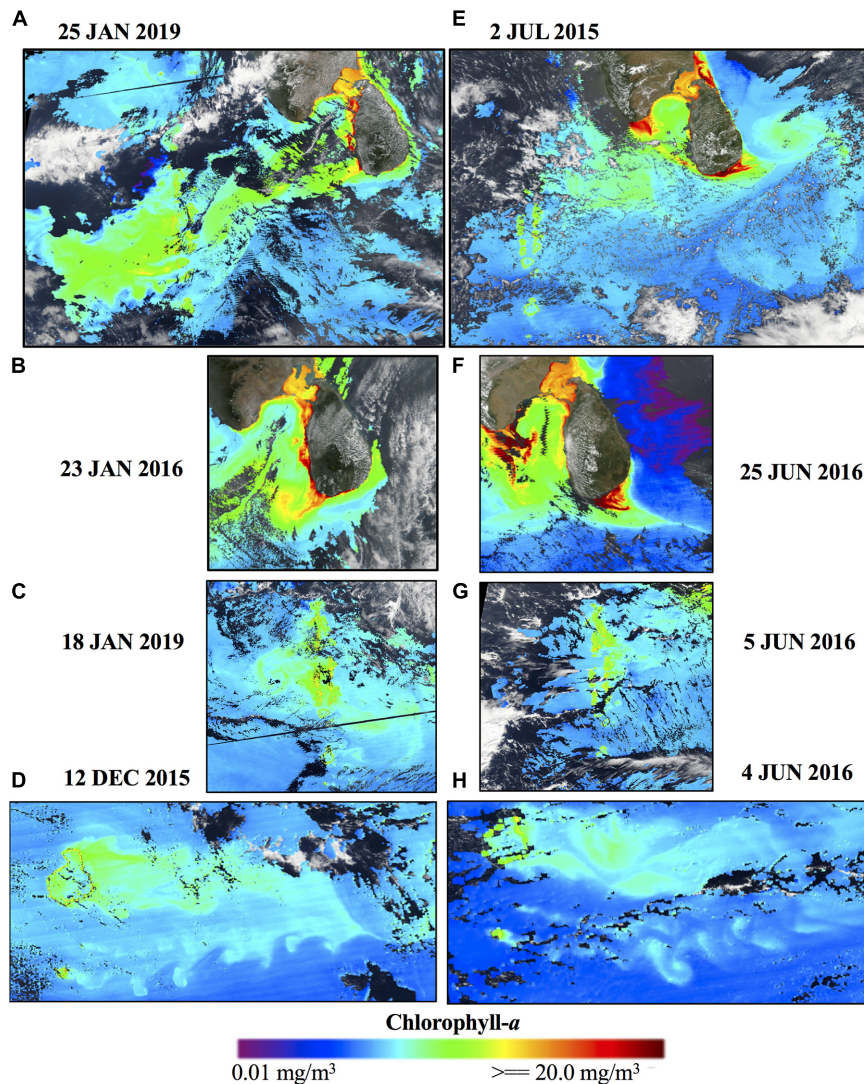 A
25 JAN 2019
E
2 JUL 2015
B
23 JAN 2016
F
25 JUN 2016
C
18 JAN 2019
G
5 JUN 2016
D
12 DEC 2015
H
4 JUN 2016
Chlorophyll-a
0.01 mg/m³
>== 20.0 mg/m³